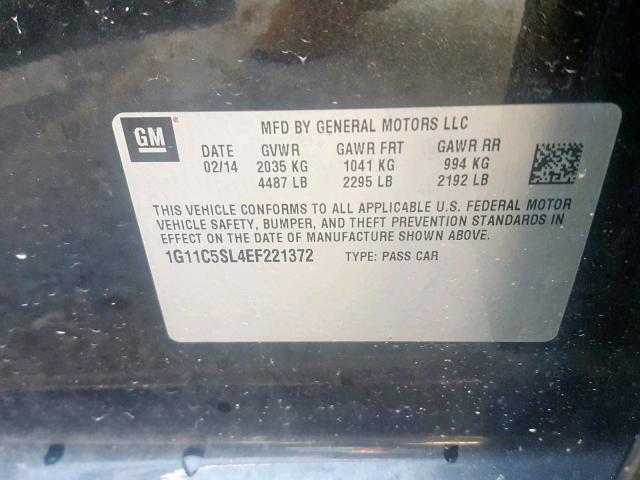 GM
MFD BY GENERAL MOTORS LLC
DATE GVWR GAWR FRT GAWR RR
02/14 2035 KG 1041 KG 994 KG
4487 LB 2295 LB 2192 LB
THIS VEHICLE CONFORMS TO ALL APPLICABLE U.S. FEDERAL MOTOR
VEHICLE SAFETY, BUMPER, AND THEFT PREVENTION STANDARDS IN
EFFECT ON THE DATE OF MANUFACTURE SHOWN ABOVE.
1G11C5SL4EF221372 TYPE: PASS CAR